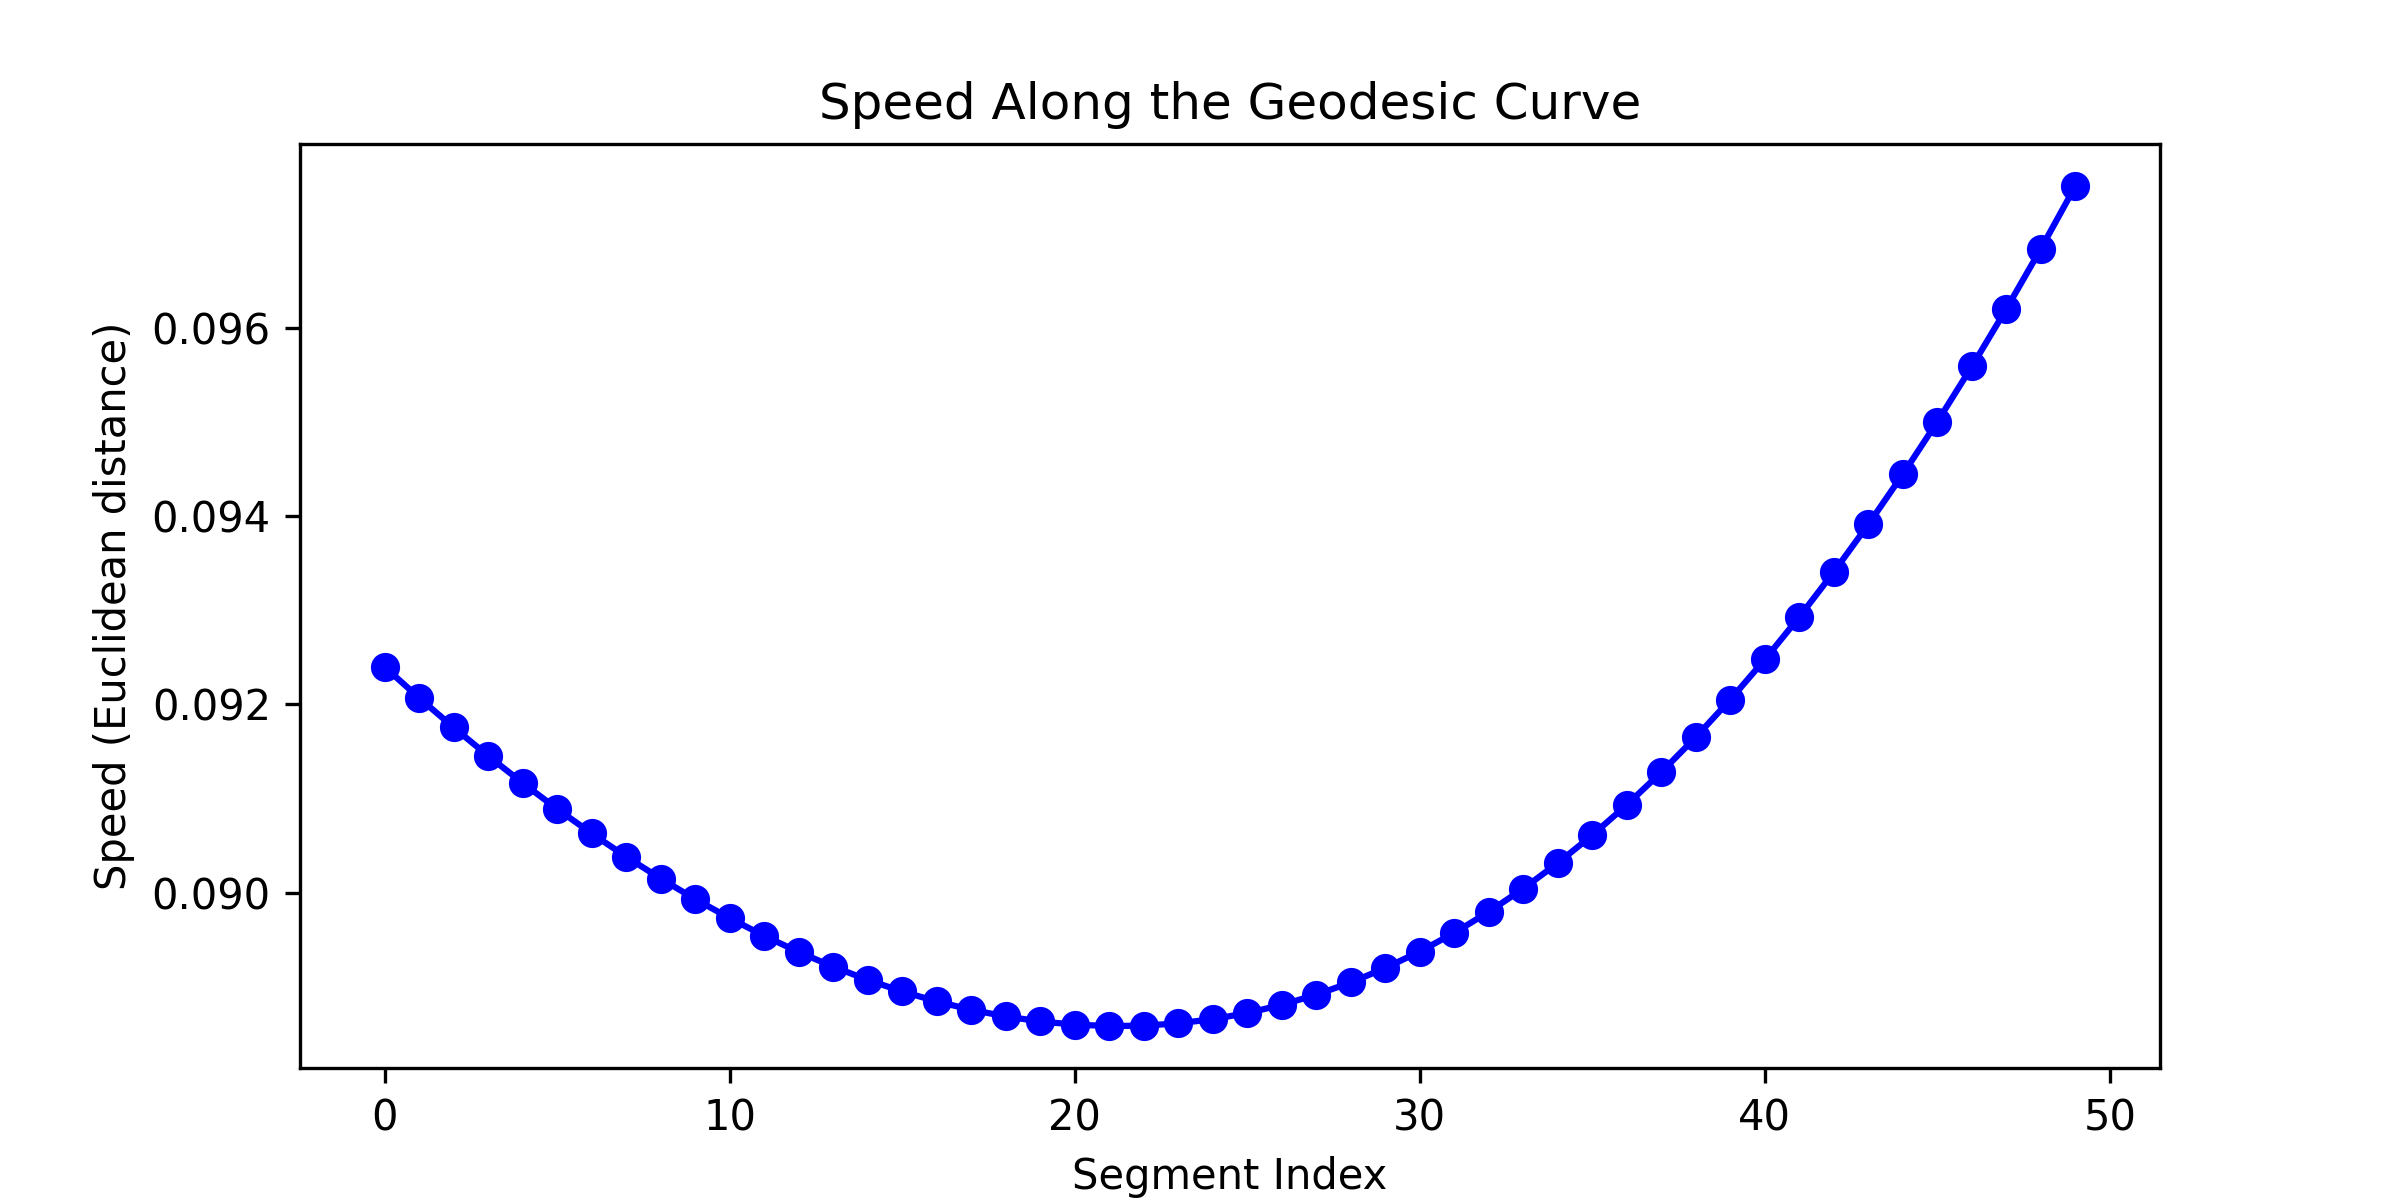 Speed Along the Geodesic Curve
Speed (Euclidean distance)
0.096
0.094
0.092
0.090
0 10 20 30 40 50
Segment Index